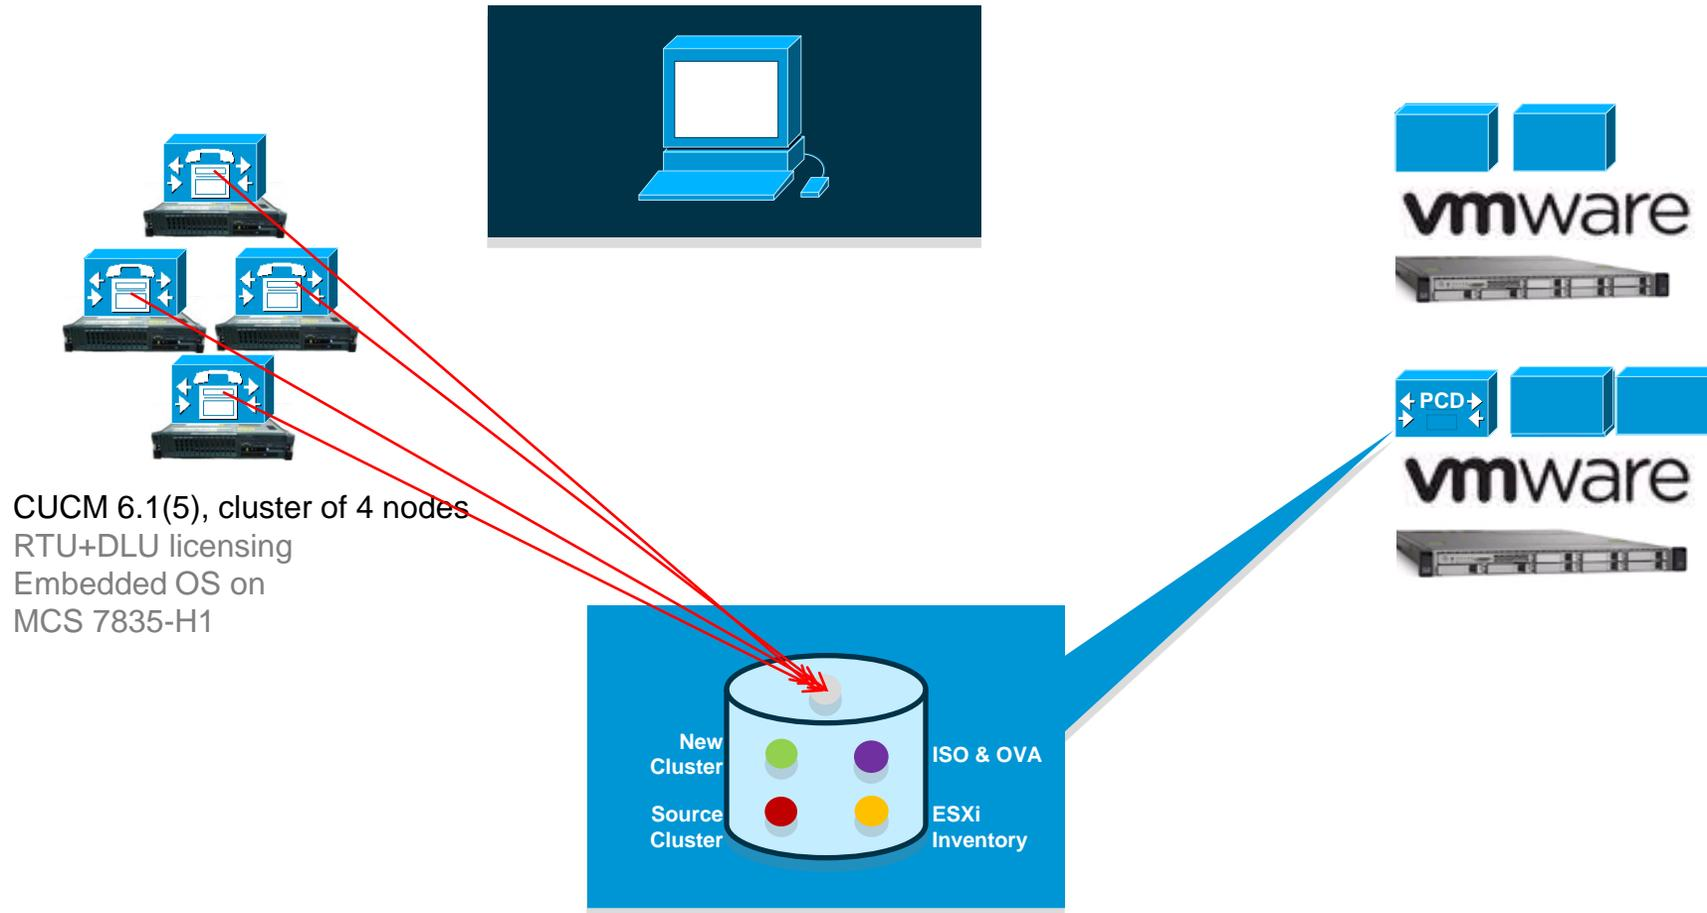 vmware
PCD
vmware
CUCM 6.1(5), cluster of 4 nodes
RTU+DLU licensing
Embedded OS on
MCS 7835-H1
New
Cluster
ISO & OVA
Source
Cluster
ESXi
Inventory